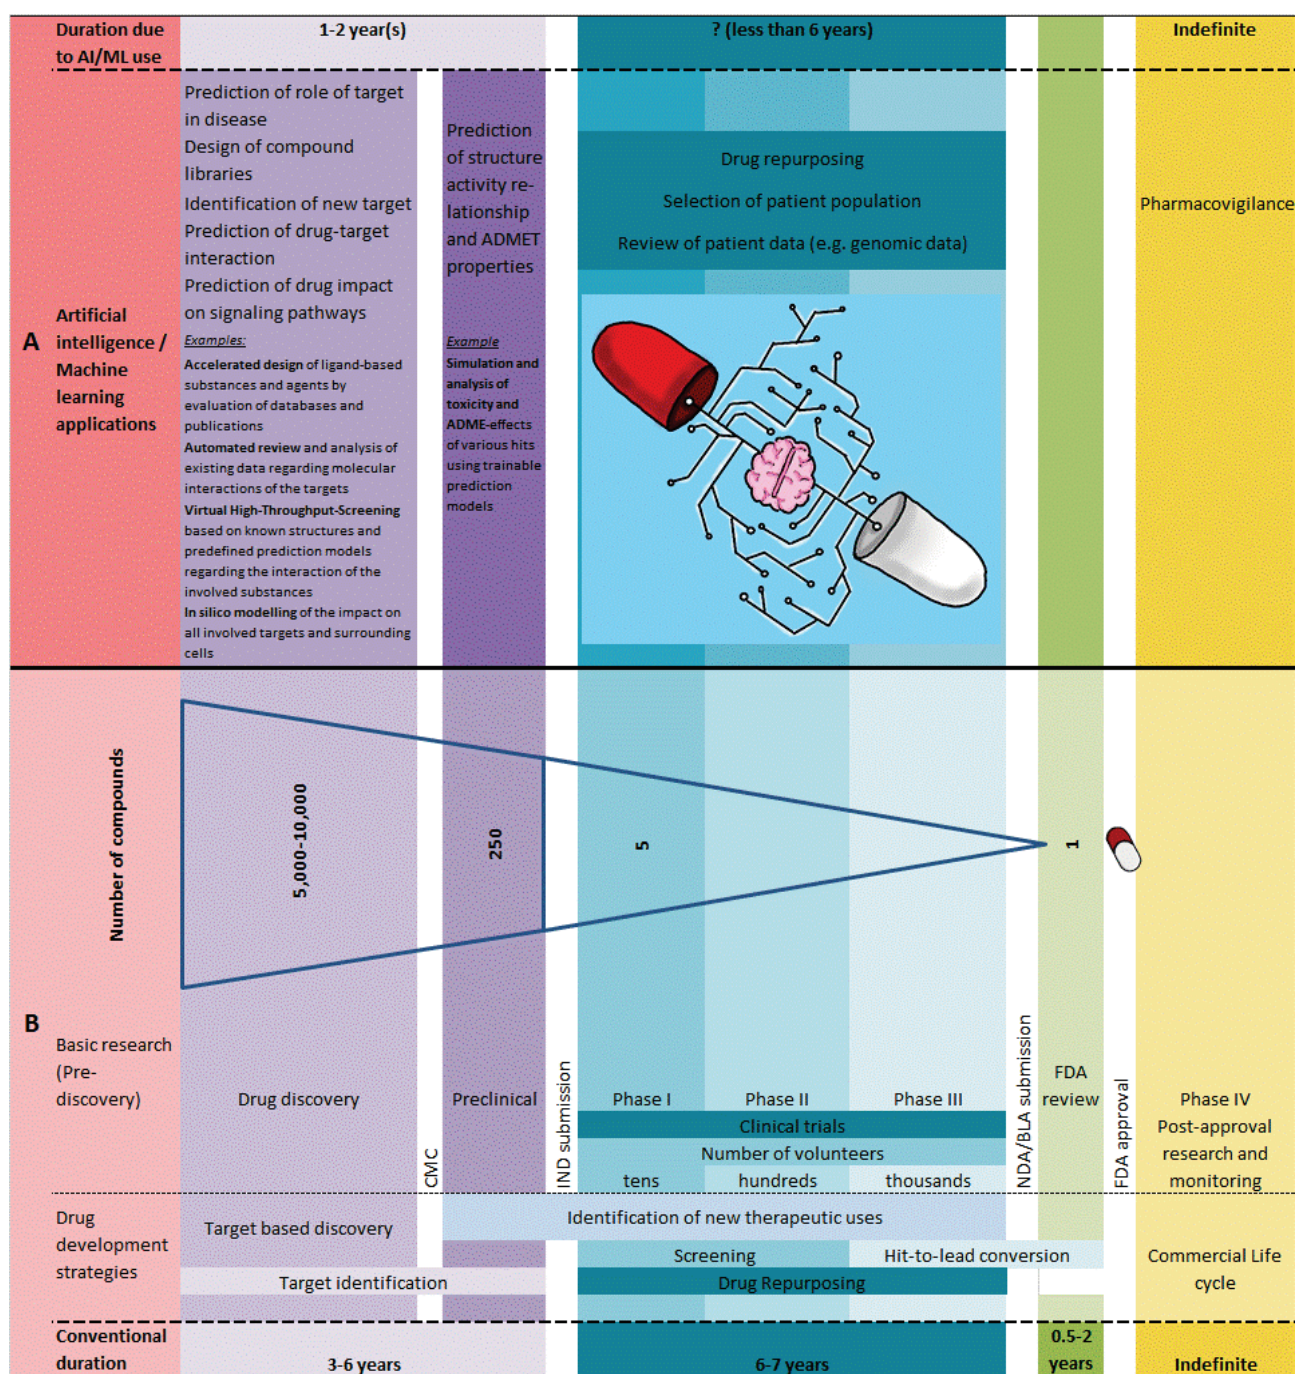 Duration due
to AI/ML use
1-2 year(s)
? (less than 6 years)
Indefinite
A
Artificial
intelligence /
Machine
learning
applications
Prediction of role of target
in disease
Design of compound
libraries
Identification of new target
Prediction of drug-target
interaction
Prediction of drug impact
on signaling pathways
Examples:
Accelerated design of ligand-based
substances and agents by
evaluation of databases and
publications
Automated review and analysis of
existing data regarding molecular
interactions of the targets
Virtual High-Throughput-Screening
based on known structures and
predefined prediction models
regarding the interaction of the
involved substances
In silico modelling of the impact on
all involved targets and surrounding
cells
Prediction
of structure
activity re-
lationship
and ADMET
properties
Example
Simulation and
analysis of
toxicity and
ADME-effects
of various hits
using trainable
prediction
models
Drug repurposing
Selection of patient population
Review of patient data (e.g. genomic data)
Pharmacovigilance
B
Number of compounds
5,000-10,000
250
5
1
Basic research
(Pre-
discovery)
Drug discovery
CMC
Preclinical
IND submission
Phase I
Phase II
Phase III
Clinical trials
Number of volunteers
tens
hundreds
thousands
NDA/BLA submission
FDA
review
FDA approval
Phase IV
Post-approval
research and
monitoring
Drug
development
strategies
Target based discovery
Identification of new therapeutic uses
Screening
Hit-to-lead conversion
Target identification
Drug Repurposing
Commercial Life
cycle
Conventional
duration
3-6 years
6-7 years
0.5-2
years
Indefinite